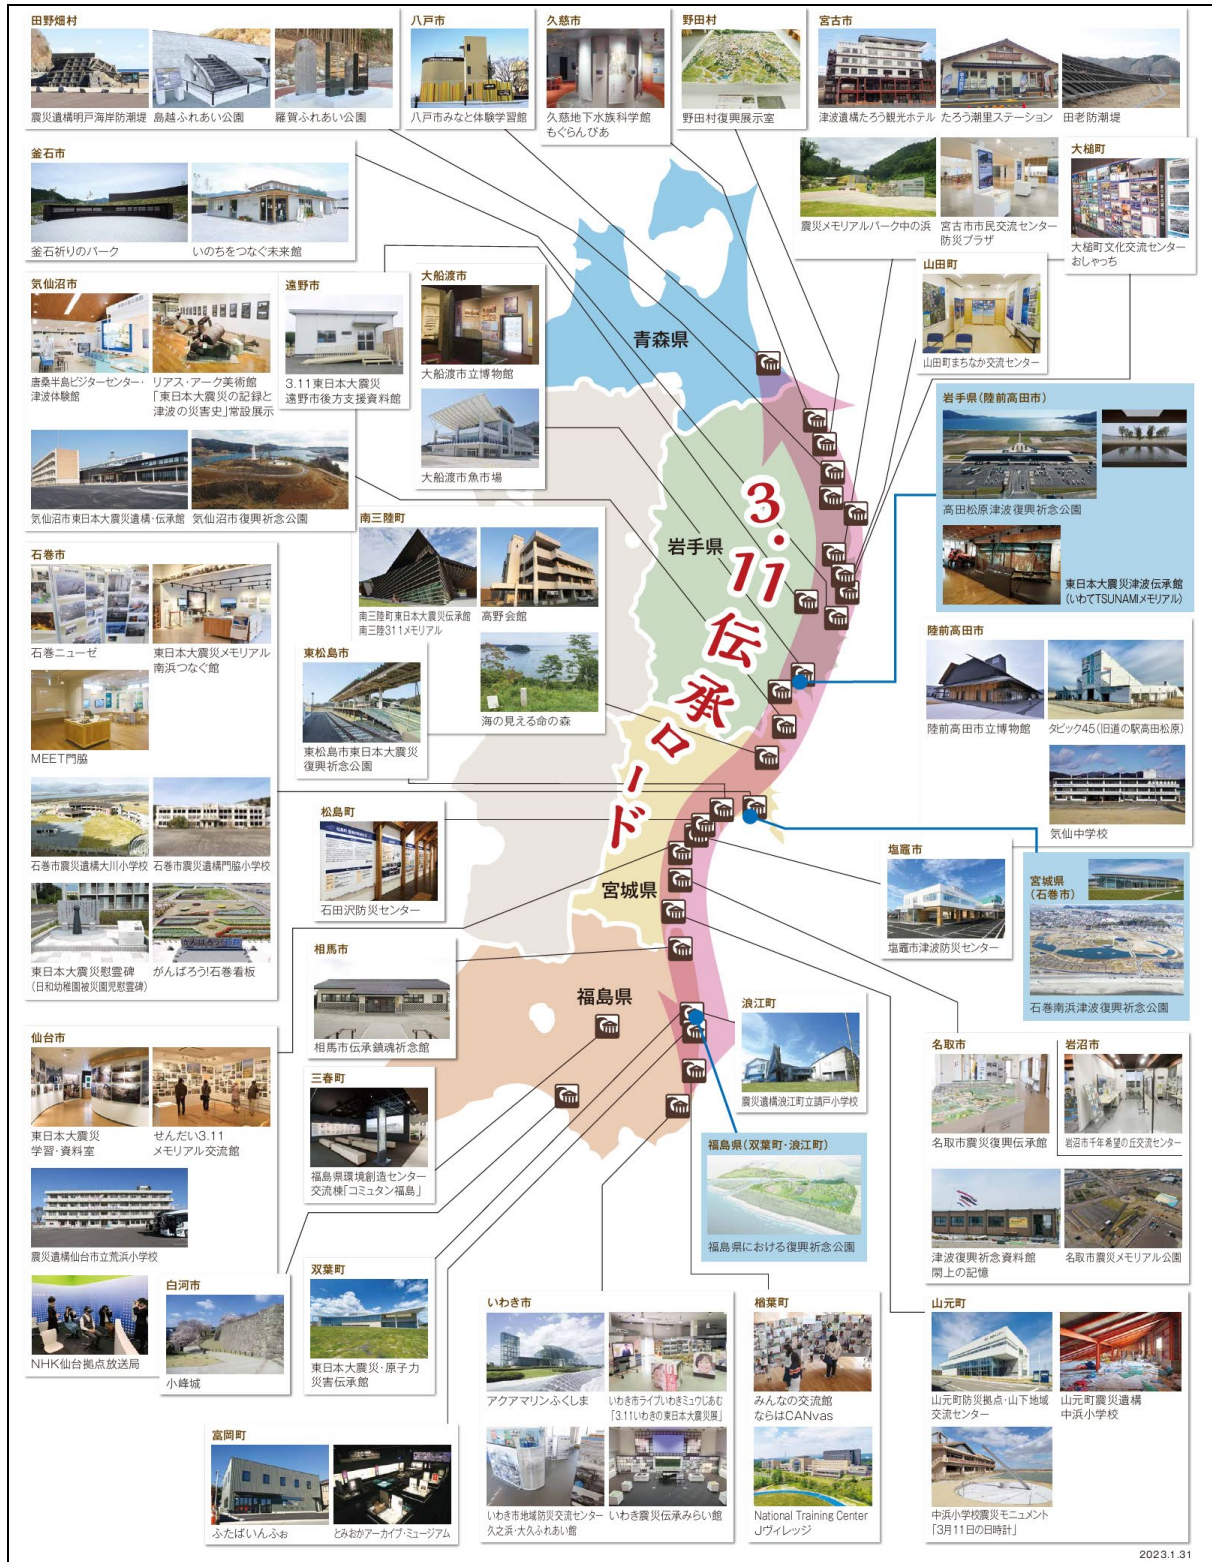 田野畑村
震災遺構明戸海岸防潮堤
島越ふれあい公園
羅賀ふれあい公園
八戸市
八戸市みなと体験学習館
久慈市
久慈地下水族科学館
もぐらんぴあ
野田村
野田村復興展示室
宮古市
津波遺構たろう観光ホテル
たろう潮里ステーション
田老防潮堤
震災メモリアルパーク中の浜
宮古市市民交流センター
防災プラザ
大槌町
大槌町文化交流センター
おしゃっち
釜石市
釜石祈りのパーク
いのちをつなぐ未来館
山田町
山田町まちなか交流センター
気仙沼市
唐桑半島ビジターセンター・
津波体験館
リアス・アーク美術館
「東日本大震災の記録と
津波の災害史」常設展示
気仙沼市東日本大震災遺構・伝承館
気仙沼市復興祈念公園
遠野市
3.11東日本大震災
遠野市後方支援資料館
大船渡市
大船渡市立博物館
大船渡市魚市場
青森県
岩手県
宮城県
福島県
3.11伝承ロード
岩手県(陸前高田市)
高田松原津波復興祈念公園
東日本大震災津波伝承館
(いわてTSUNAMIメモリアル)
南三陸町
南三陸町東日本大震災伝承館
南三陸311メモリアル
高野会館
海の見える命の森
石巻市
石巻ニューゼ
東日本大震災メモリアル
南浜つなぐ館
MEET門脇
石巻市震災遺構大川小学校
石巻市震災遺構門脇小学校
東日本大震災慰霊碑
(日和幼稚園被災園児慰霊碑)
がんばろう!石巻看板
東松島市
東松島市東日本大震災
復興祈念公園
陸前高田市
陸前高田市立博物館
タピック45(旧道の駅高田松原)
気仙中学校
松島町
石田沢防災センター
塩竈市
塩竈市津波防災センター
宮城県
(石巻市)
石巻南浜津波復興祈念公園
相馬市
相馬市伝承鎮魂祈念館
仙台市
東日本大震災
学習・資料室
せんだい3.11
メモリアル交流館
震災遺構仙台市立荒浜小学校
NHK仙台拠点放送局
三春町
福島県環境創造センター
交流棟「コミュタン福島」
浪江町
震災遺構浪江町立請戸小学校
福島県(双葉町・浪江町)
福島県における復興祈念公園
名取市
名取市震災復興伝承館
津波復興祈念資料館
閖上の記憶
名取市震災メモリアル公園
岩沼市
岩沼市千年希望の丘交流センター
白河市
小峰城
双葉町
東日本大震災・原子力
災害伝承館
いわき市
アクアマリンふくしま
いわき市ライブいわきミュウじあむ
「3.11いわきの東日本大震災展」
いわき市地域防災交流センター
久之浜・大久ふれあい館
いわき震災伝承みらい館
楢葉町
みんなの交流館
ならはCANvas
National Training Center
Jヴィレッジ
山元町
山元町防災拠点・山下地域
交流センター
山元町震災遺構
中浜小学校
中浜小学校震災モニュメント
「3月11日の日時計」
富岡町
ふたばいんふぉ
とみおかアーカイブ・ミュージアム
2023.1.31